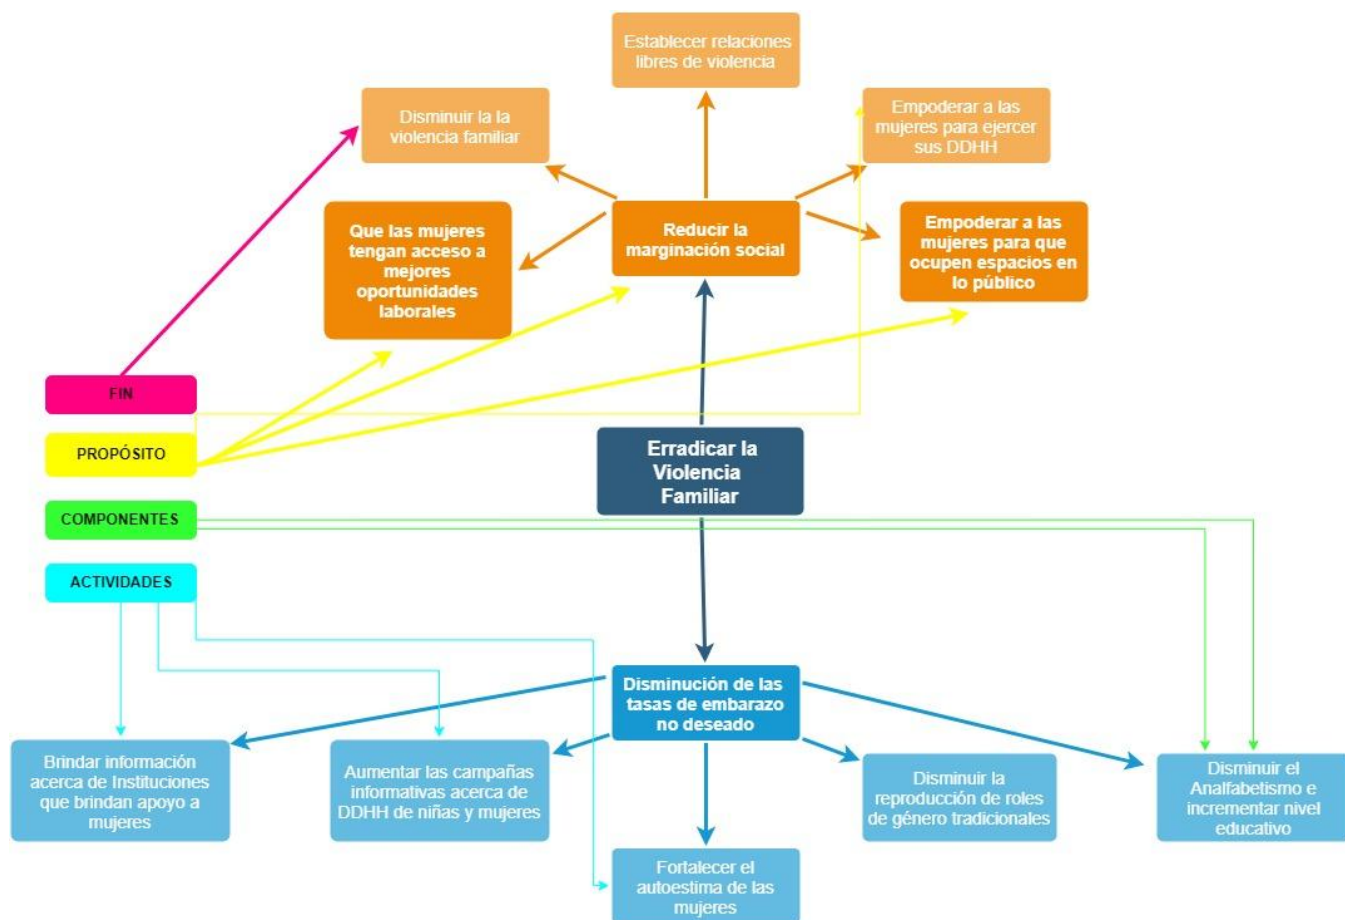 Establecer relaciones
libres de violencia
Disminuir la la
violencia familiar
Empoderar a las
mujeres para ejercer
sus DDHH
Que las mujeres
tengan acceso a
mejores
oportunidades
laborales
Reducir la
marginación social
Empoderar a las
mujeres para que
ocupen espacios en
lo público
FIN
PROPÓSITO
COMPONENTES
ACTIVIDADES
Erradicar la
Violencia
Familiar
Disminución de las
tasas de embarazo
no deseado
Brindar información
acerca de Instituciones
que brindan apoyo a
mujeres
Aumentar las campañas
informativas acerca de
DDHH de niñas y mujeres
Fortalecer el
autoestima de las
mujeres
Disminuir la
reproducción de roles
de género tradicionales
Disminuir el
Analfabetismo e
incrementar nivel
educativo